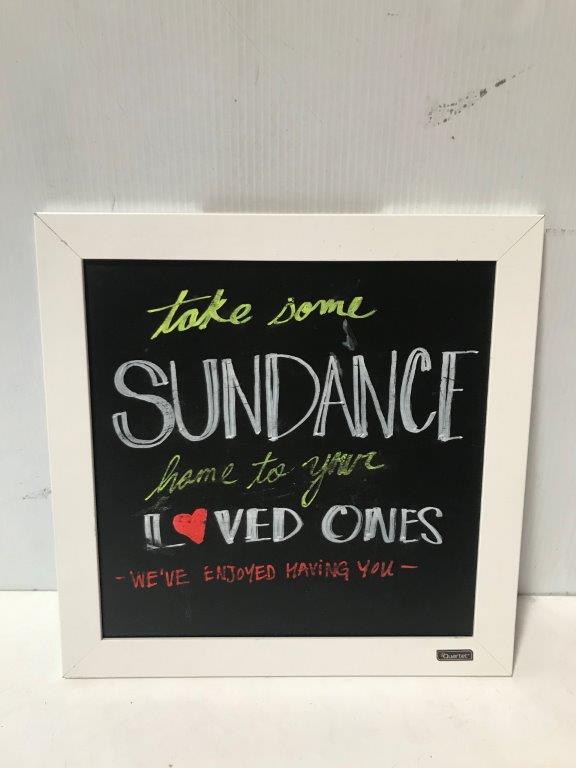 take some
SUNDANCE
home to your
L❤VED ONES
- WE'VE ENJOYED HAVING YOU -
Quartet